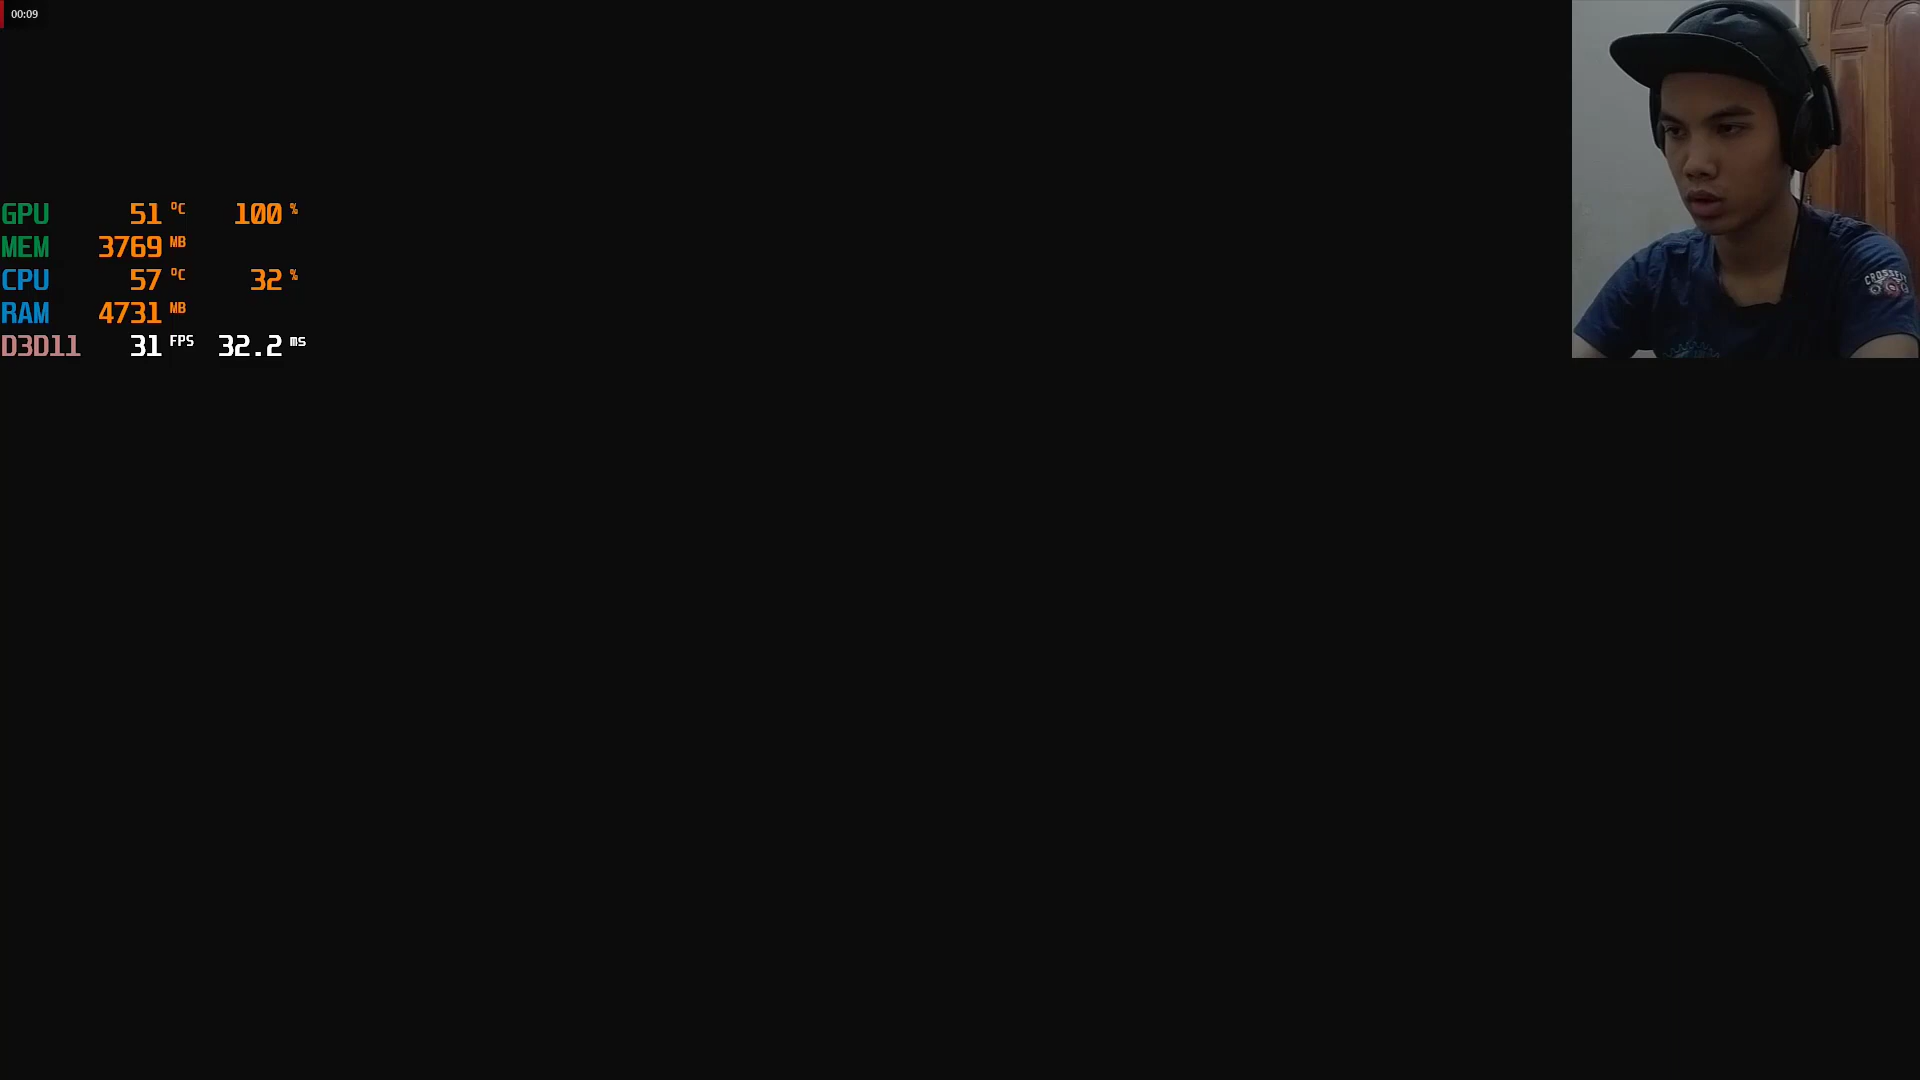 00:09
GPU 51 °C 100 %
MEM 3769 MB
CPU 57 °C 32 %
RAM 4731 MB
D3D11 31 FPS 32.2 ms
CROSSFIT